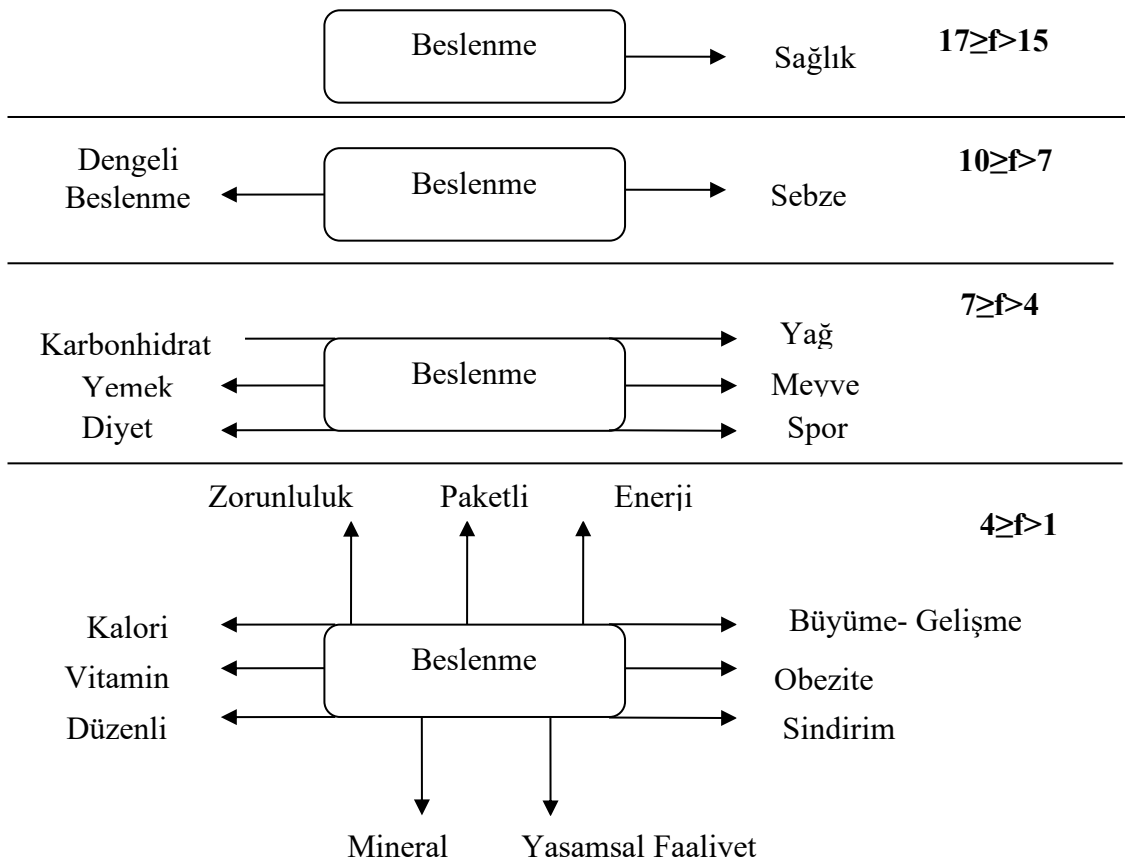 Beslenme
Sağlık
17≥f>15
Dengeli
Beslenme
Beslenme
Sebze
10≥f>7
7≥f>4
Karbonhidrat
Yağ
Yemek
Beslenme
Meyve
Diyet
Spor
Zorunluluk
Paketli
Enerji
4≥f>1
Kalori
Büyüme- Gelişme
Vitamin
Beslenme
Obezite
Düzenli
Sindirim
Mineral
Yaşamsal Faaliyet